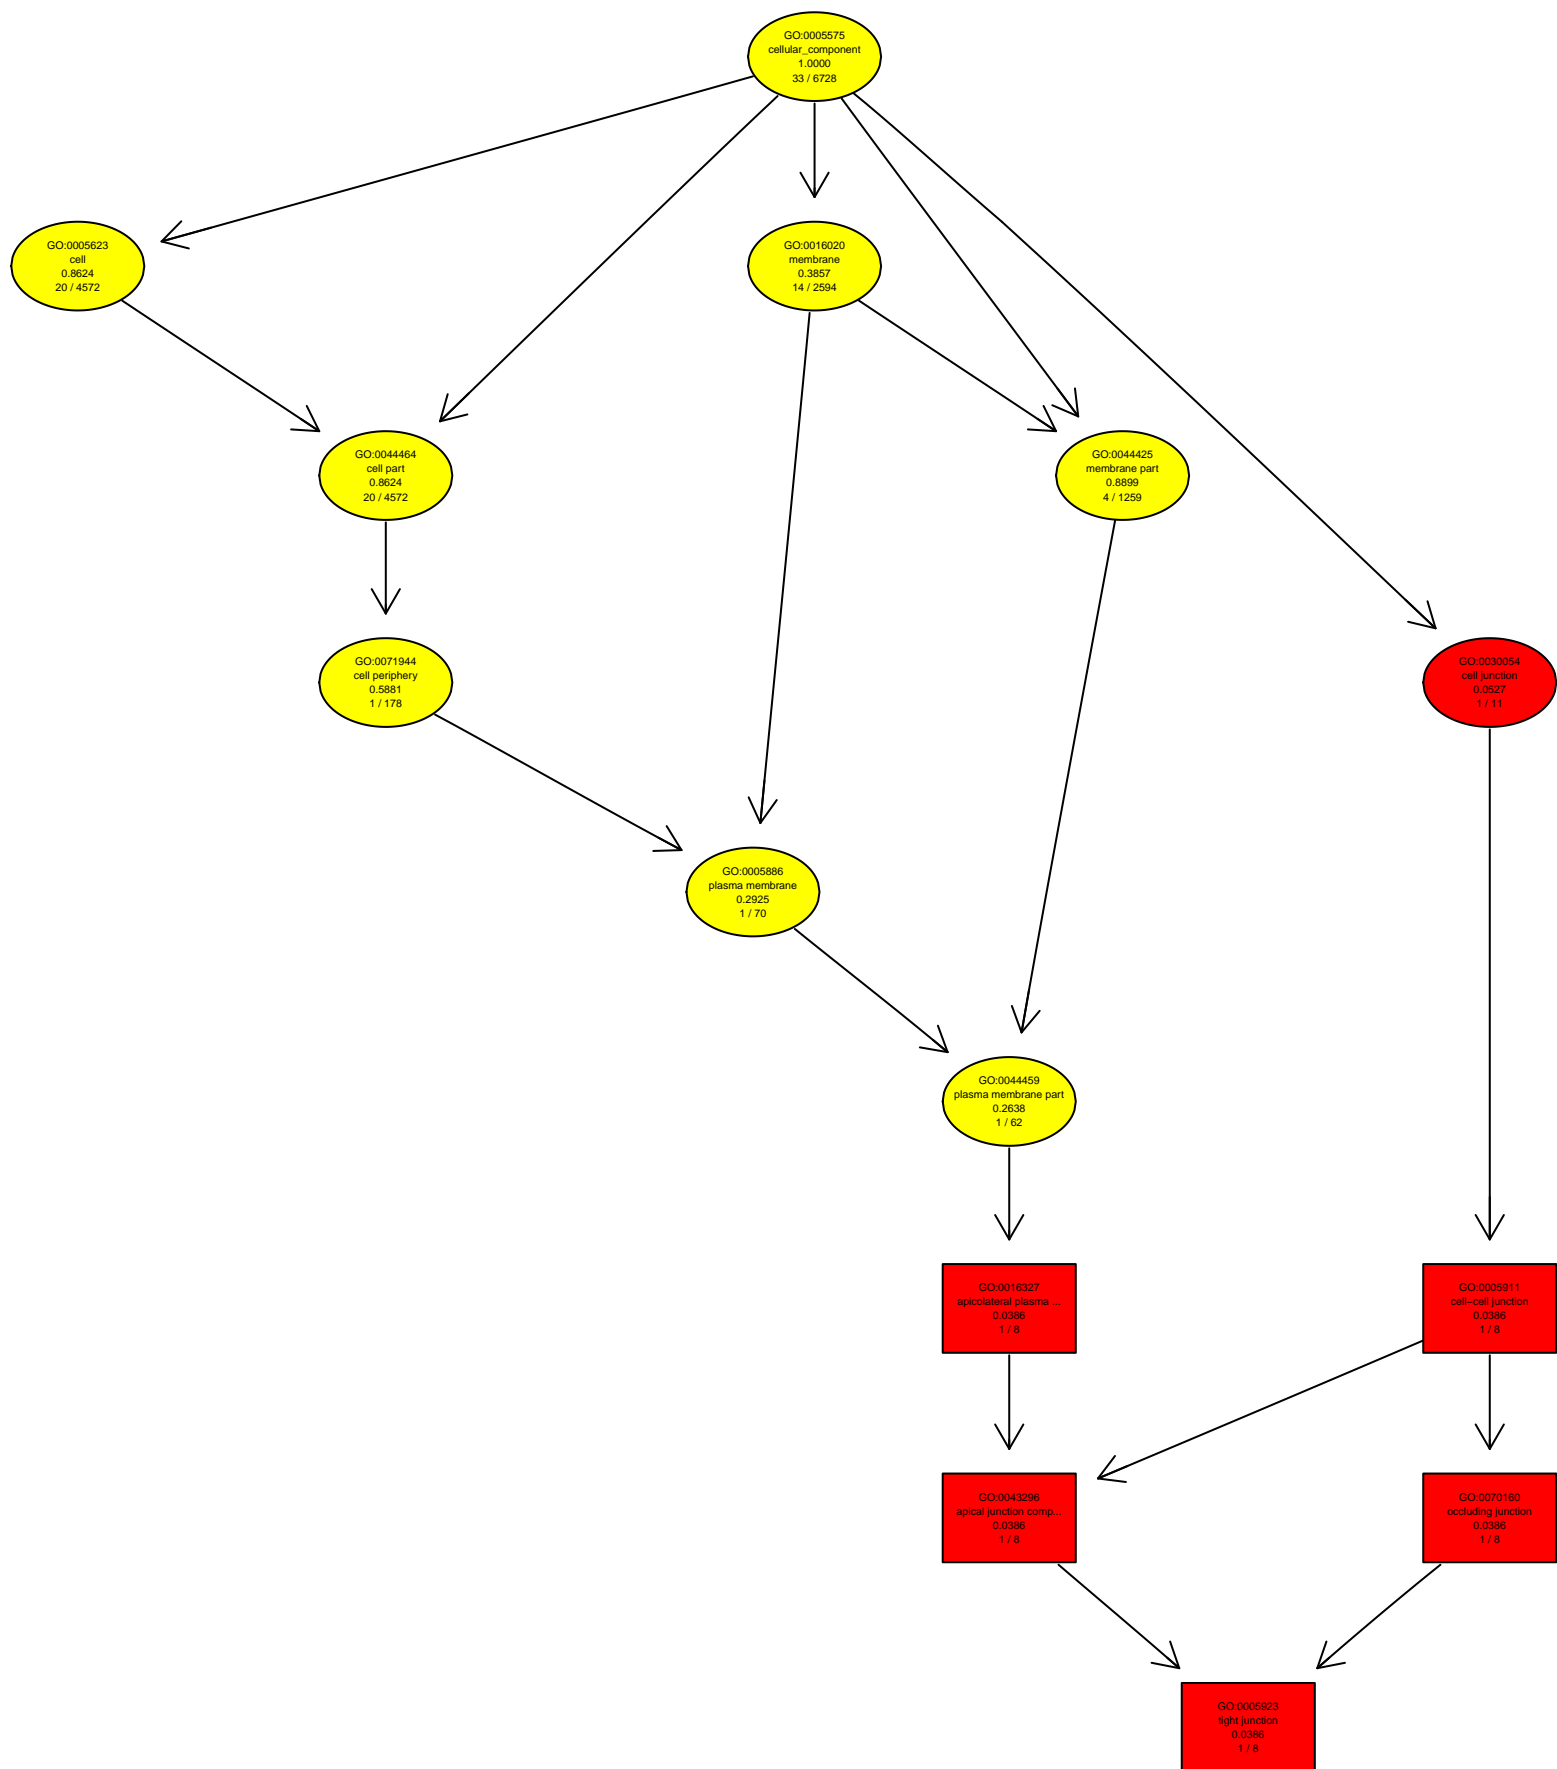 GO:0005575
cellular_component
1.0000
33 / 6728
GO:0005623
cell
0.8624
20 / 4572
GO:0016020
membrane
0.3857
14 / 2594
GO:0044464
cell part
0.8624
20 / 4572
GO:0044425
membrane part
0.8899
4 / 1259
GO:0071944
cell periphery
0.5881
1 / 178
GO:0030054
cell junction
0.0527
1 / 11
GO:0005886
plasma membrane
0.2925
1 / 70
GO:0044459
plasma membrane part
0.2638
1 / 62
GO:0016327
apicolateral plasma ...
0.0386
1 / 8
GO:0005911
cell−cell junction
0.0386
1 / 8
GO:0043296
apical junction comp...
0.0386
1 / 8
GO:0070160
occluding junction
0.0386
1 / 8
GO:0005923
tight junction
0.0386
1 / 8